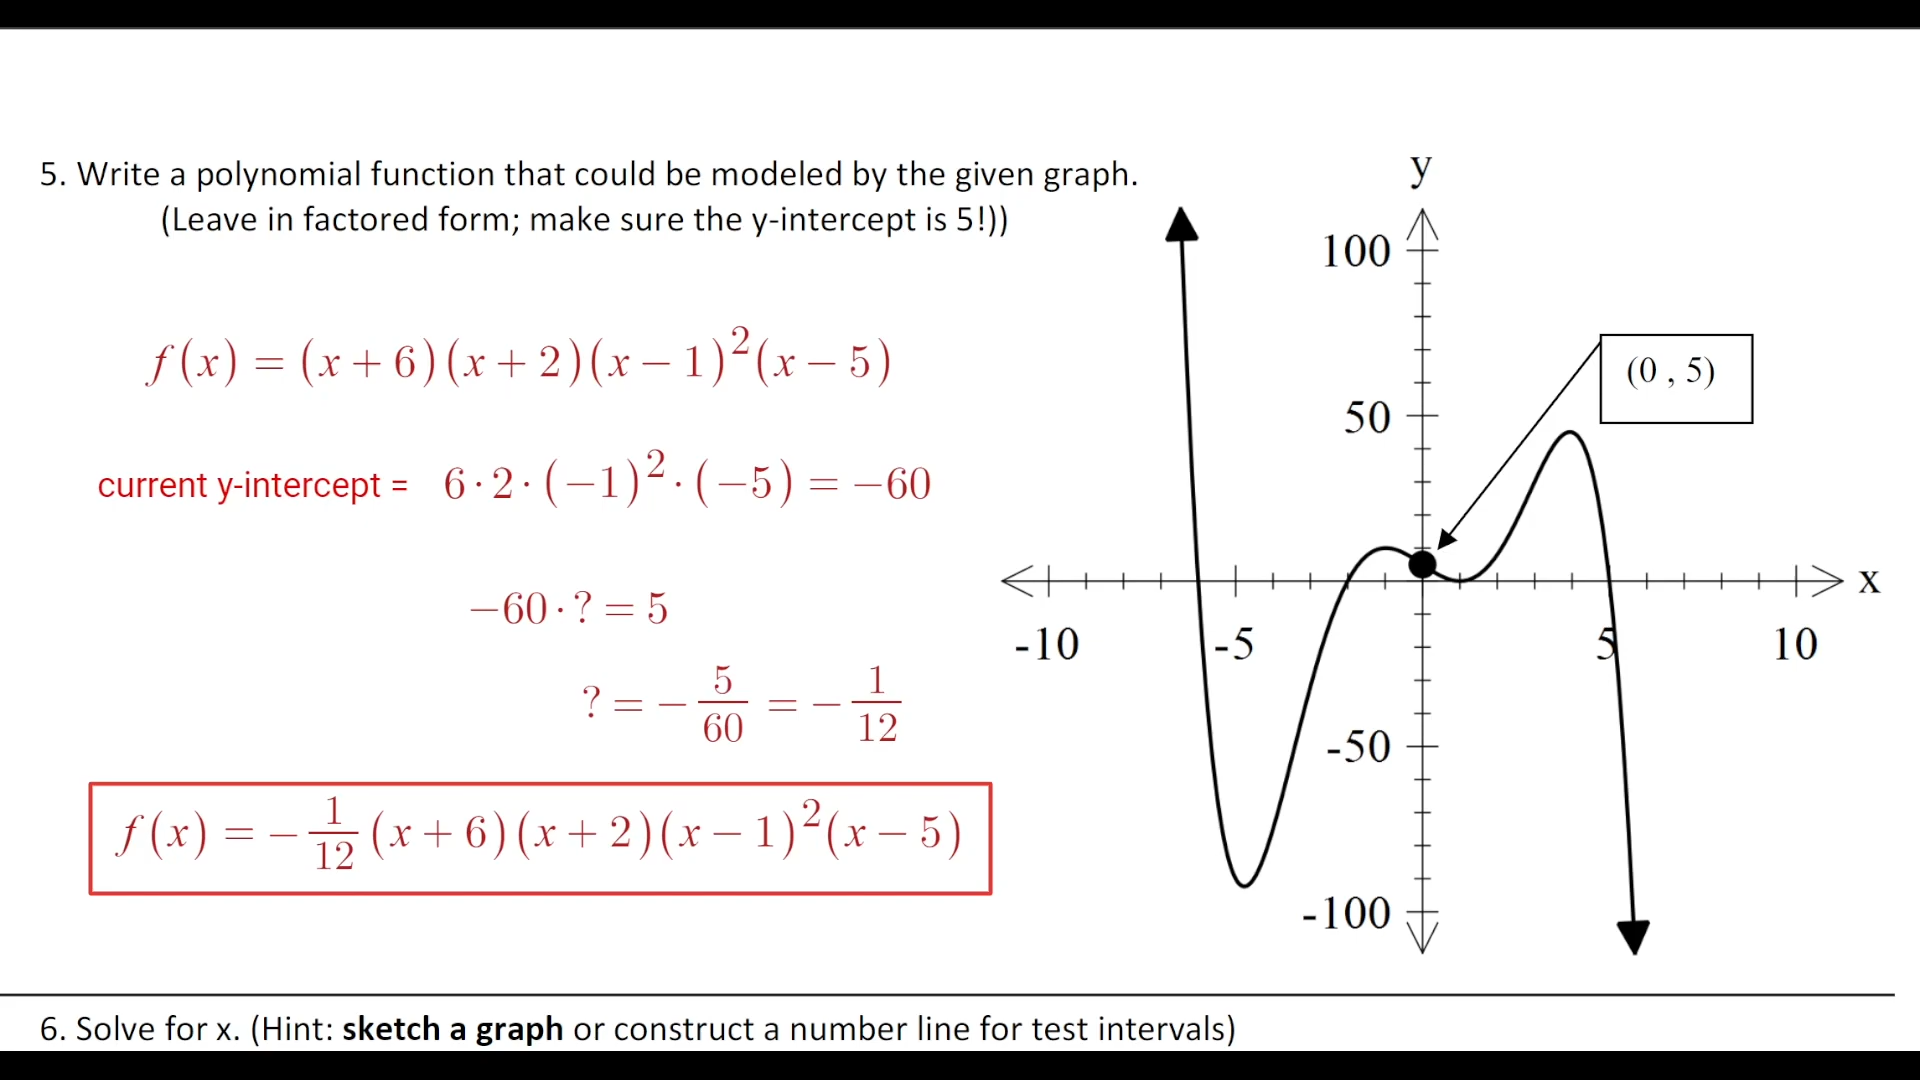 5. Write a polynomial function that could be modeled by the given graph.
(Leave in factored form; make sure the y-intercept is 5!))
f(x) = (x + 6)(x + 2)(x − 1)²(x − 5)
current y-intercept = 6 · 2 · (−1)² · (−5) = −60
−60 · ? = 5
? = − 5/60 = − 1/12
f(x) = − 1/12 (x + 6)(x + 2)(x − 1)²(x − 5)
y
100
(0 , 5)
50
x
-10
-5
5
10
-50
-100
6. Solve for x. (Hint: sketch a graph or construct a number line for test intervals)